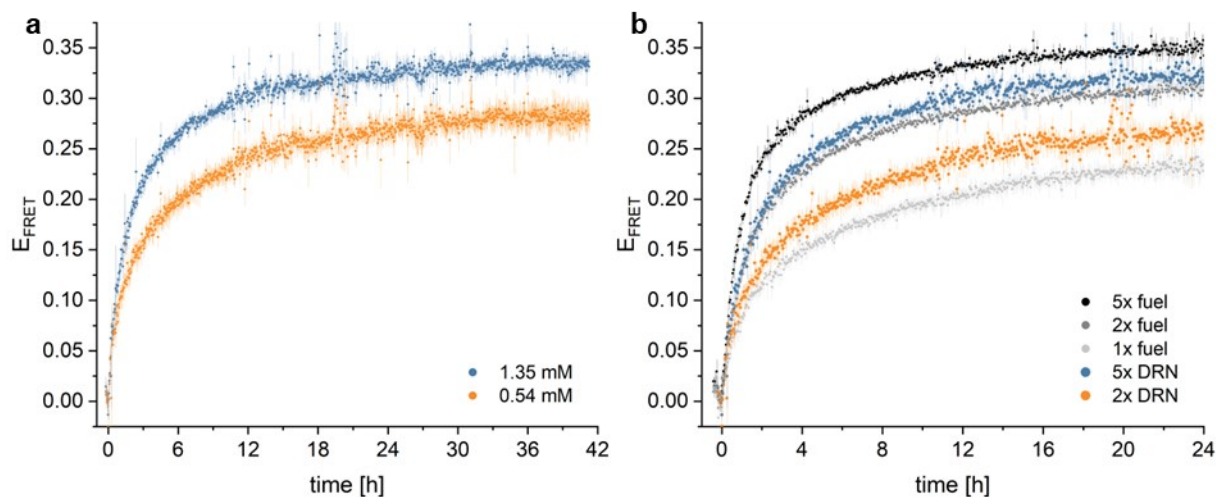 a
0.35
0.30
0.25
0.20
0.15
0.10
0.05
0.00
E_FRET
0 6 12 18 24 30 36 42
time [h]
1.35 mM
0.54 mM
b
0.35
0.30
0.25
0.20
0.15
0.10
0.05
0.00
E_FRET
0 4 8 12 16 20 24
time [h]
5x fuel
2x fuel
1x fuel
5x DRN
2x DRN